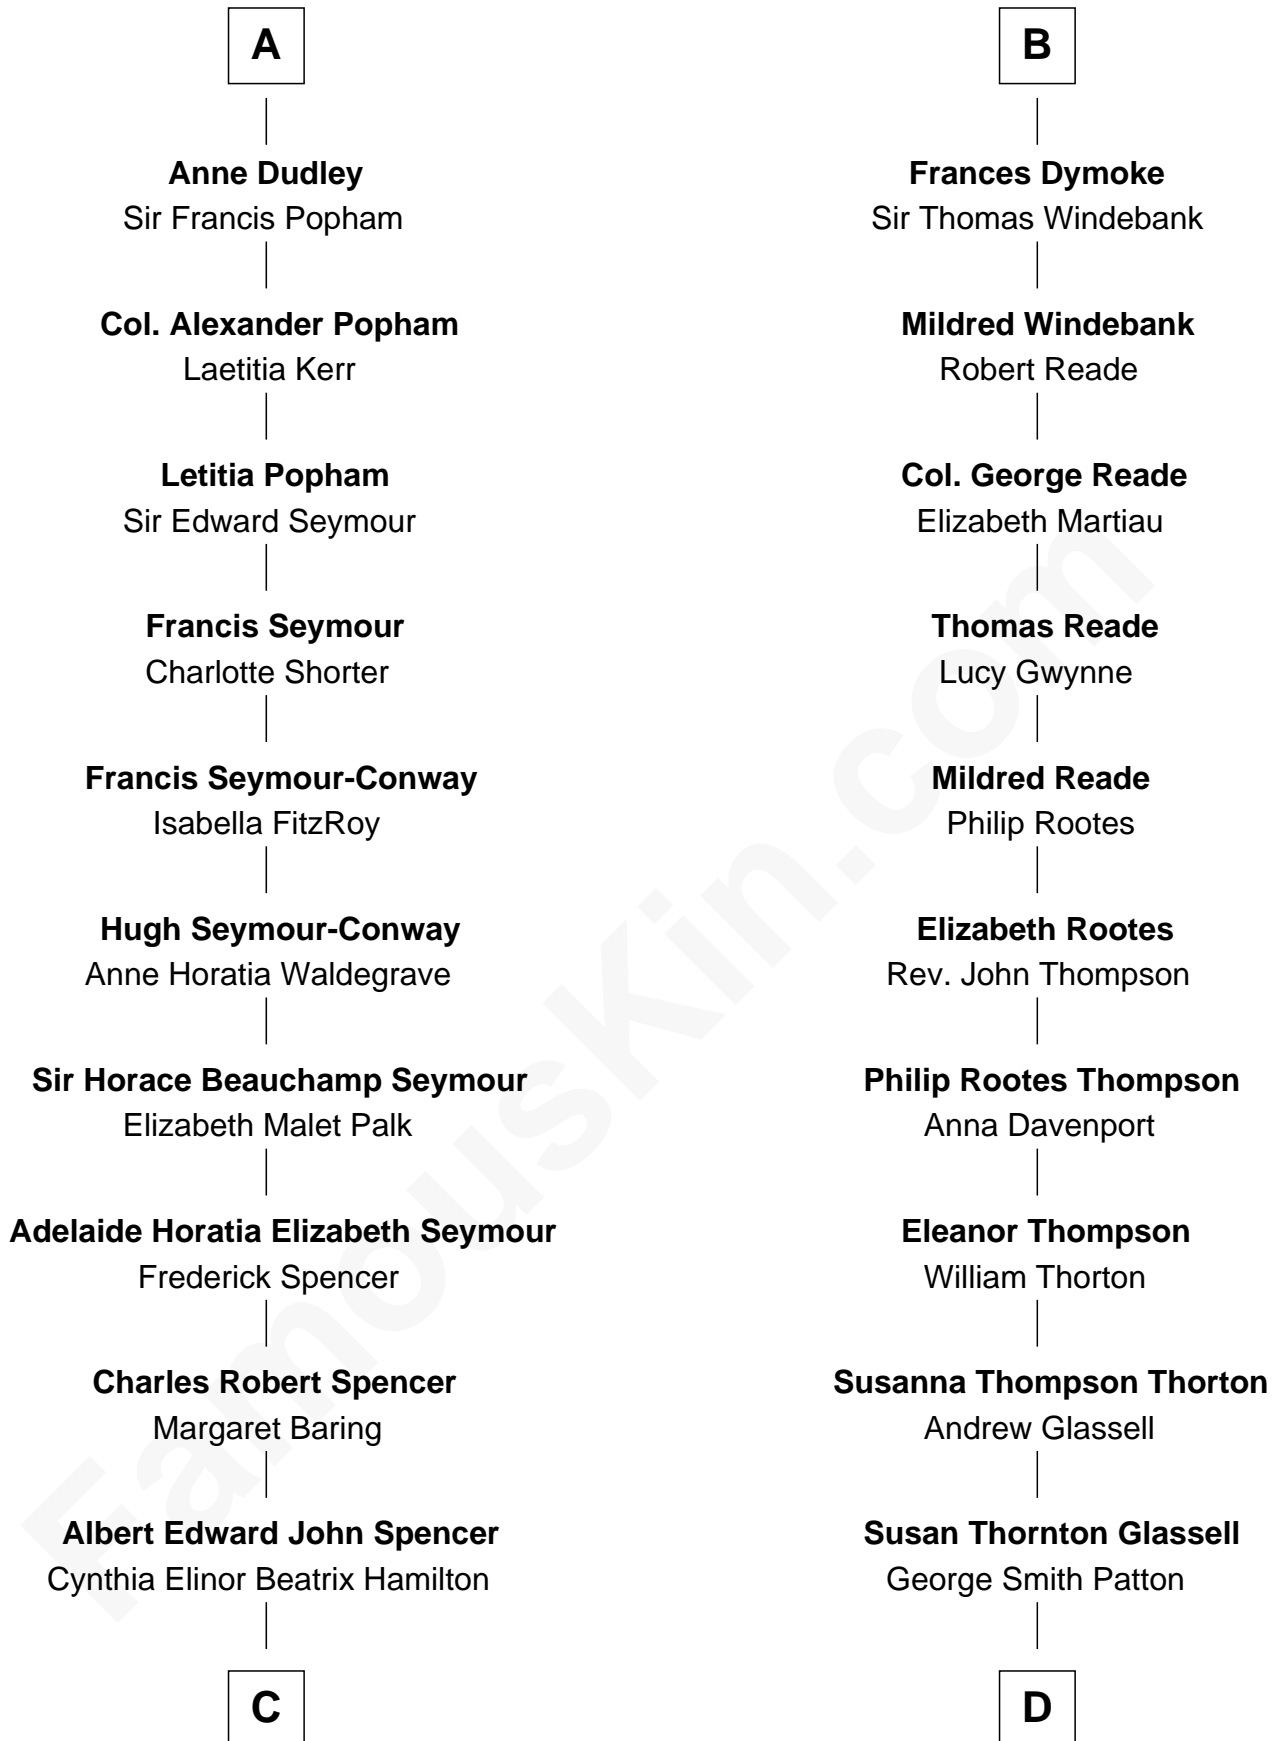 A
Anne Dudley
Sir Francis Popham
Col. Alexander Popham
Laetitia Kerr
Letitia Popham
Sir Edward Seymour
Francis Seymour
Charlotte Shorter
Francis Seymour-Conway
Isabella FitzRoy
Hugh Seymour-Conway
Anne Horatia Waldegrave
Sir Horace Beauchamp Seymour
Elizabeth Malet Palk
Adelaide Horatia Elizabeth Seymour
Frederick Spencer
Charles Robert Spencer
Margaret Baring
Albert Edward John Spencer
Cynthia Elinor Beatrix Hamilton
C
B
Frances Dymoke
Sir Thomas Windebank
Mildred Windebank
Robert Reade
Col. George Reade
Elizabeth Martiau
Thomas Reade
Lucy Gwynne
Mildred Reade
Philip Rootes
Elizabeth Rootes
Rev. John Thompson
Philip Rootes Thompson
Anna Davenport
Eleanor Thompson
William Thorton
Susanna Thompson Thorton
Andrew Glassell
Susan Thornton Glassell
George Smith Patton
D
FamousKin.com